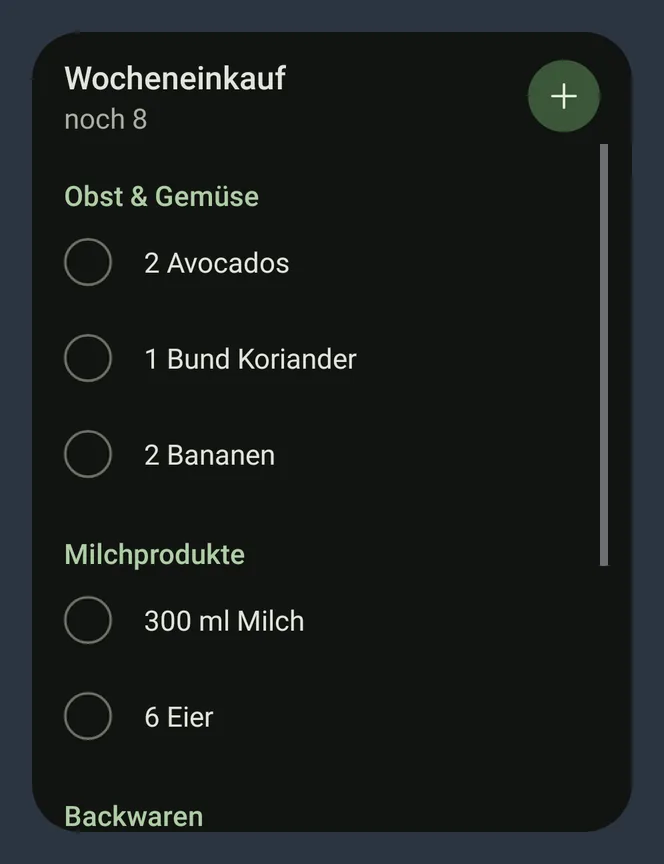 Wocheneinkauf
noch 8
Obst & Gemüse
2 Avocados
1 Bund Koriander
2 Bananen
Milchprodukte
300 ml Milch
6 Eier
Backwaren